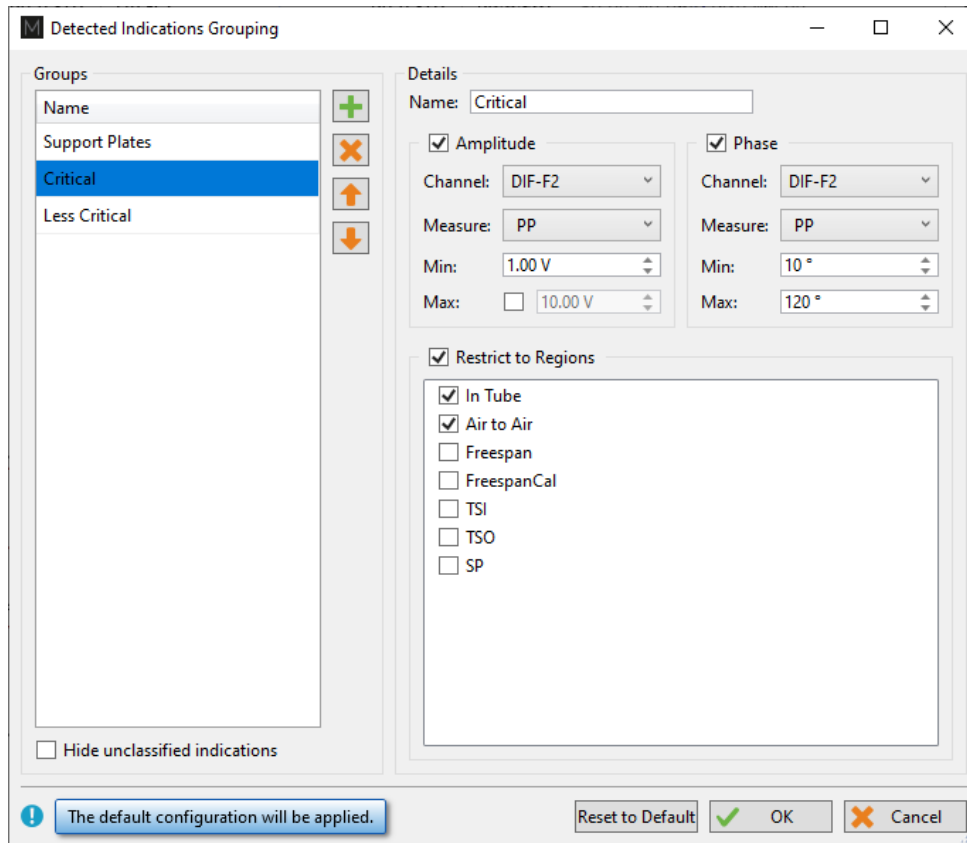 M Detected Indications Grouping
Groups
Name
Support Plates
Critical
Less Critical
Hide unclassified indications
Details
Name: Critical
Amplitude
Channel: DIF-F2
Measure: PP
Min: 1.00 V
Max: 10.00 V
Phase
Channel: DIF-F2
Measure: PP
Min: 10 °
Max: 120 °
Restrict to Regions
In Tube
Air to Air
Freespan
FreespanCal
TSI
TSO
SP
The default configuration will be applied.
Reset to Default
OK
Cancel